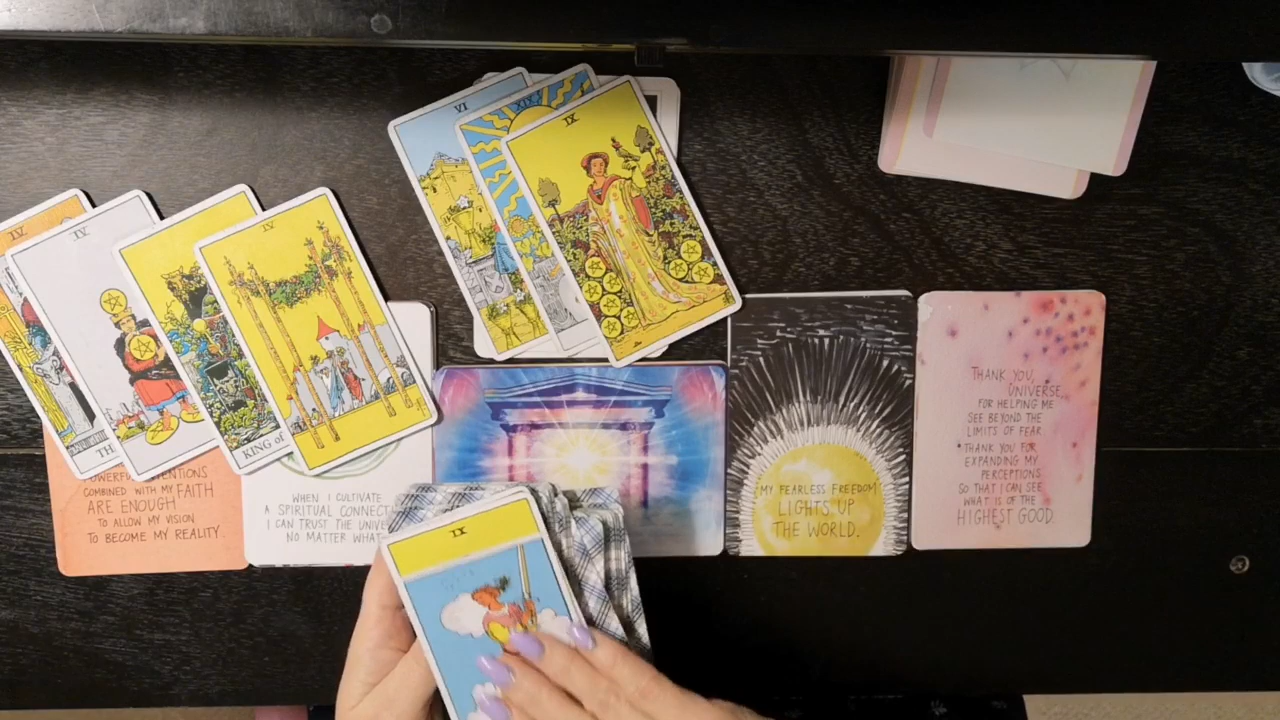 VI
XIX
IX
IV
IV
IV
TH
KING of
POWERFUL INTENTIONS
COMBINED WITH MY FAITH
ARE ENOUGH
TO ALLOW MY VISION
TO BECOME MY REALITY.
WHEN I CULTIVATE
A SPIRITUAL CONNECT
I CAN TRUST THE UNIVE
NO MATTER WHAT
MY FEARLESS FREEDOM
LIGHTS UP
THE WORLD.
THANK YOU,
UNIVERSE,
FOR HELPING ME
SEE BEYOND THE
LIMITS OF FEAR.
THANK YOU FOR
EXPANDING MY
PERCEPTIONS
SO THAT I CAN SEE
WHAT IS OF THE
HIGHEST GOOD.